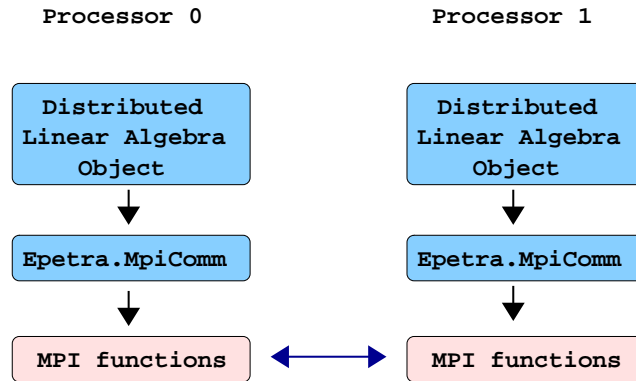 Processor 0
Processor 1
Distributed
Linear Algebra
Object
Distributed
Linear Algebra
Object
Epetra.MpiComm
Epetra.MpiComm
MPI functions
MPI functions